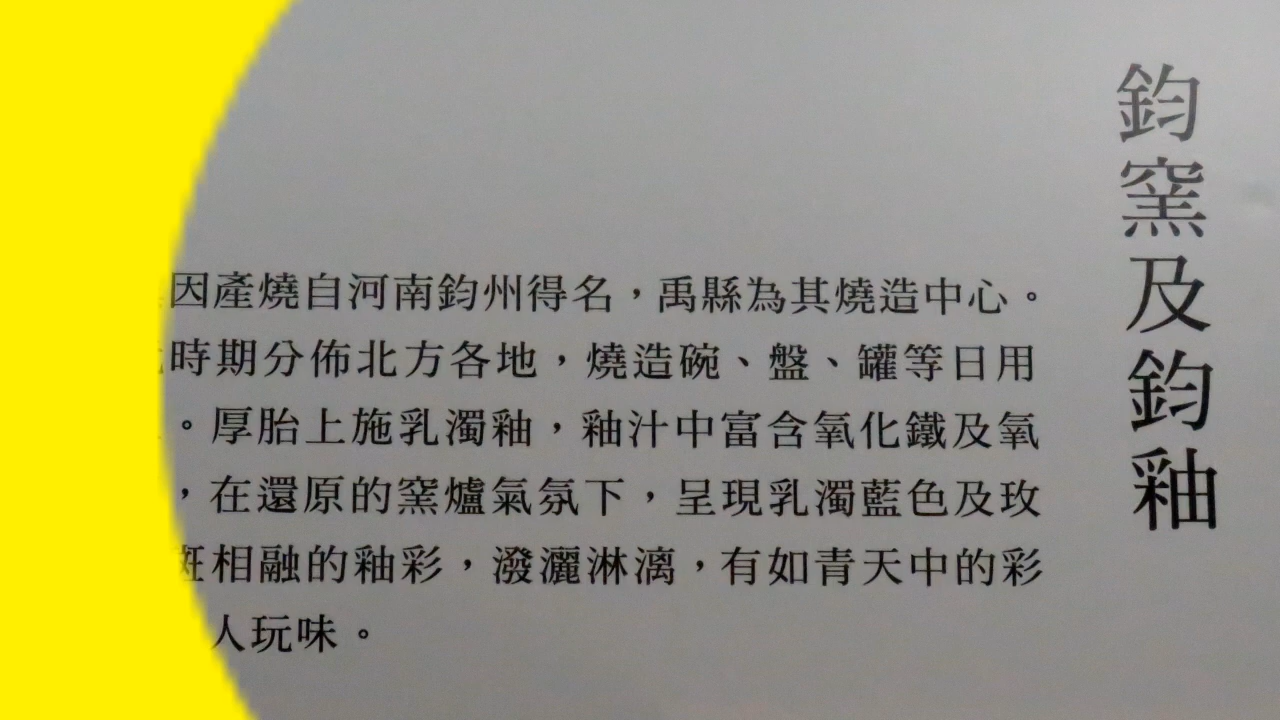 鈞窯及鈞釉
因產燒自河南鈞州得名，禹縣為其燒造中心。
時期分佈北方各地，燒造碗、盤、罐等日用
。厚胎上施乳濁釉，釉汁中富含氧化鐵及氧
，在還原的窯爐氣氛下，呈現乳濁藍色及玫
斑相融的釉彩，潑灑淋漓，有如青天中的彩
人玩味。